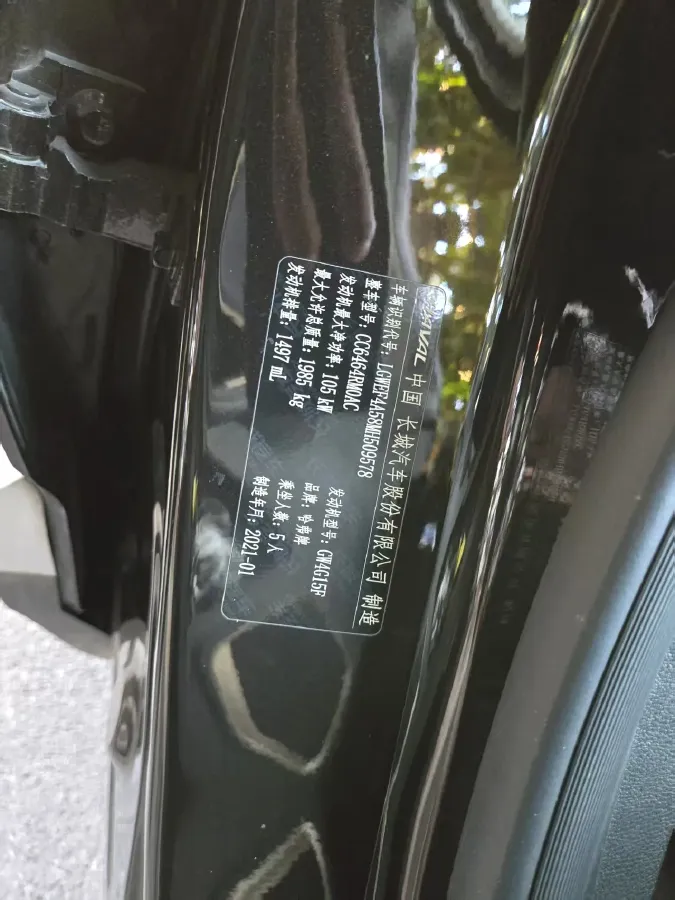 HAVAL 中国 长城汽车股份有限公司 制造
车辆识别代号：LGWEF4A58MH509578
整车型号：CC6464RM0AC 发动机型号：GW4G15F
发动机最大净功率：105 kW 品牌：哈弗牌
最大允许总质量：1985 kg 乘坐人数：5人
发动机排量：1497 mL 制造年月：2021-01